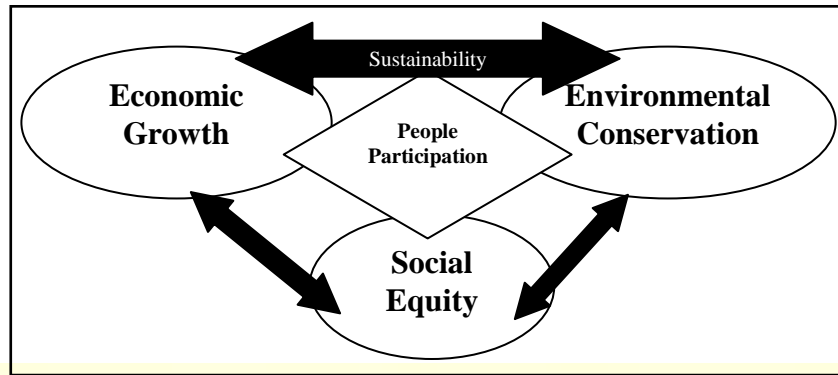 Sustainability
Economic
Growth
Environmental
Conservation
People
Participation
Social
Equity